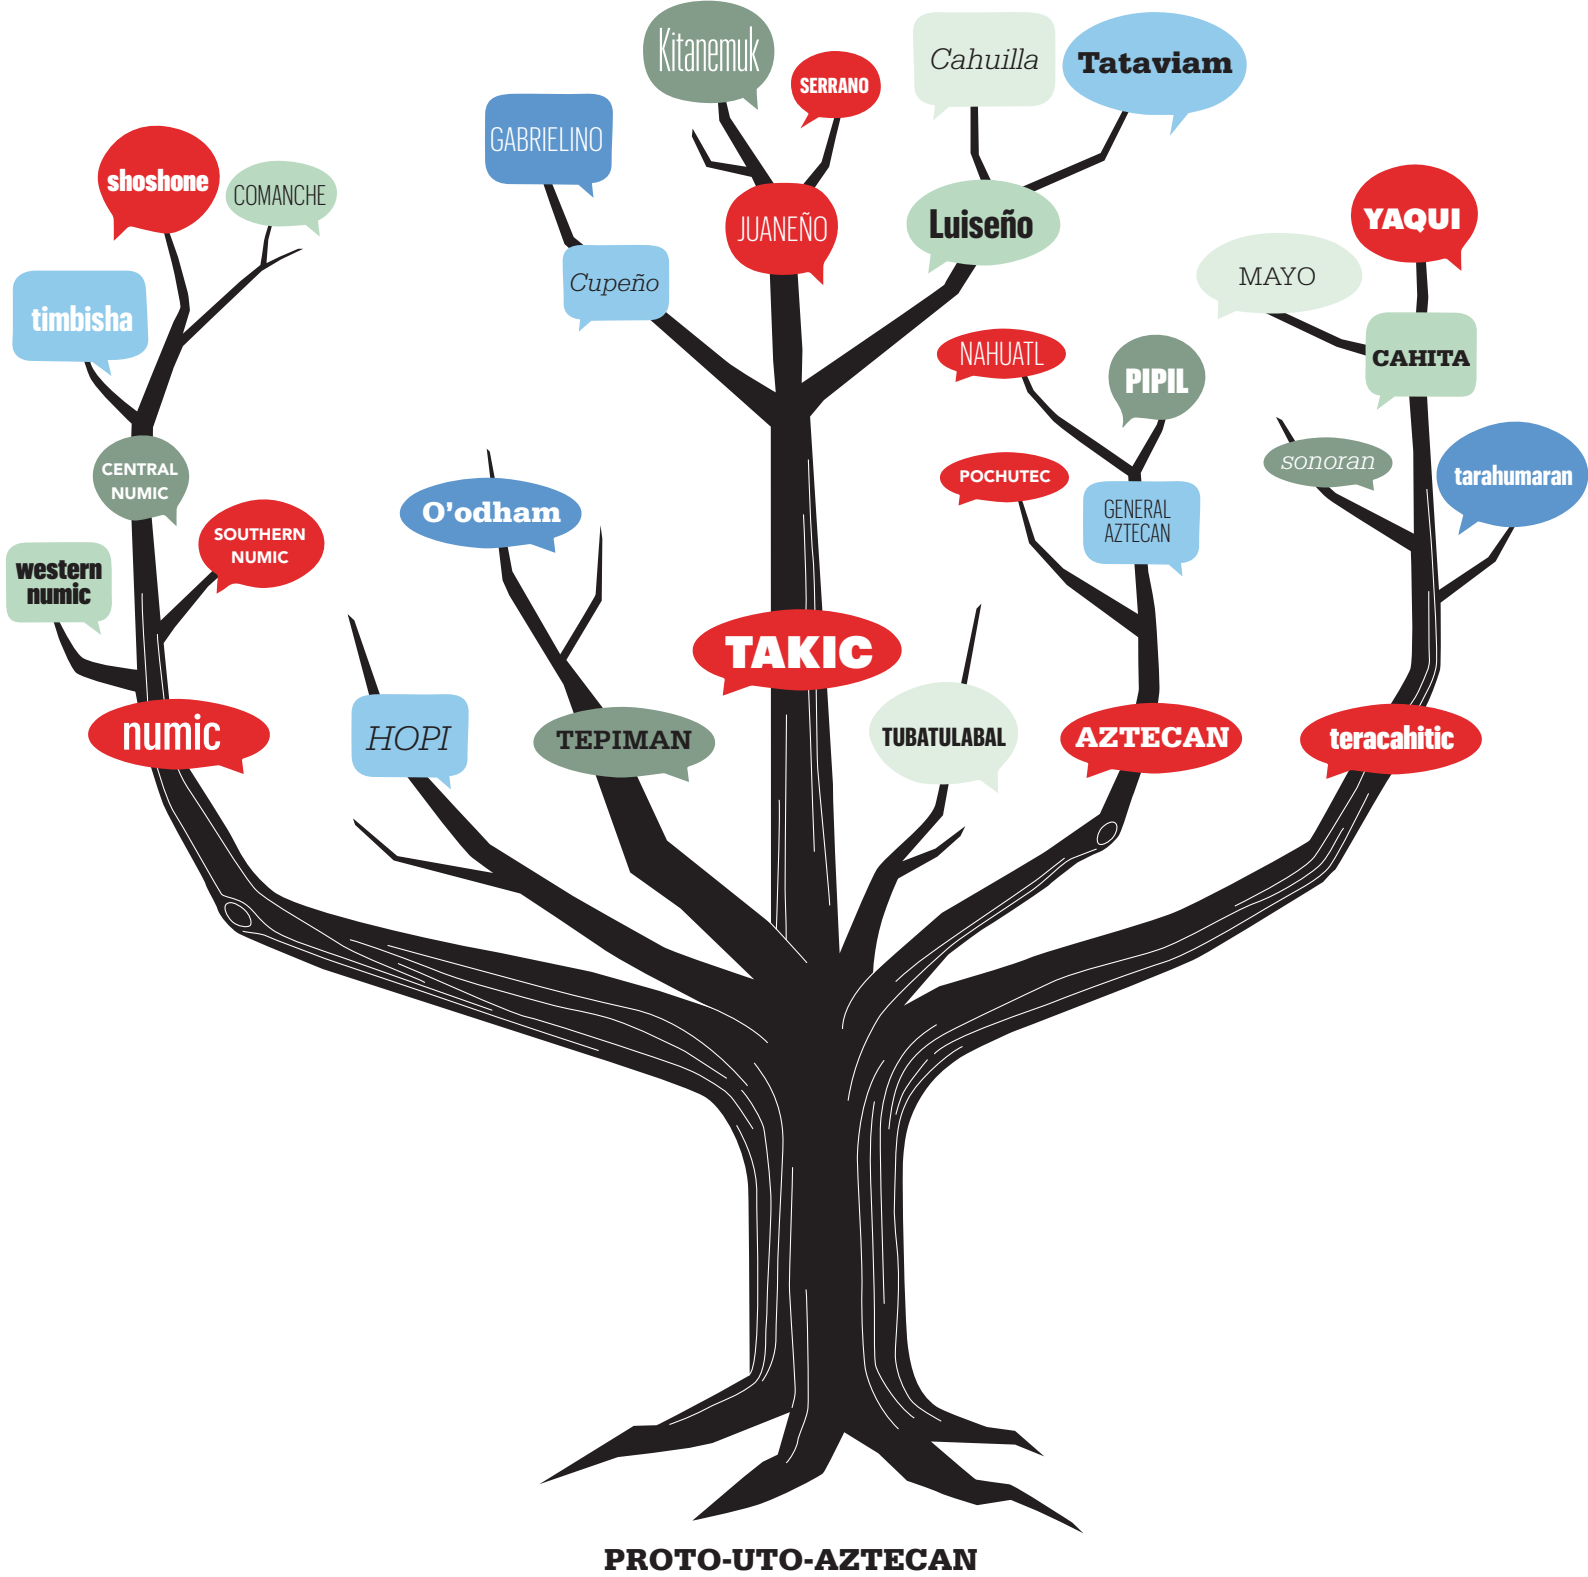 Kitanemuk
SERRANO
Cahuilla
Tataviam
GABRIELINO
shoshone
COMANCHE
JUANEÑO
Luiseño
YAQUI
Cupeño
MAYO
timbisha
NAHUATL
PIPIL
CAHITA
CENTRAL
NUMIC
O'odham
POCHUTEC
GENERAL
AZTECAN
sonoran
tarahumaran
SOUTHERN
NUMIC
western
numic
TAKIC
numic
HOPI
TEPIMAN
TUBATULABAL
AZTECAN
teracahitic
PROTO-UTO-AZTECAN